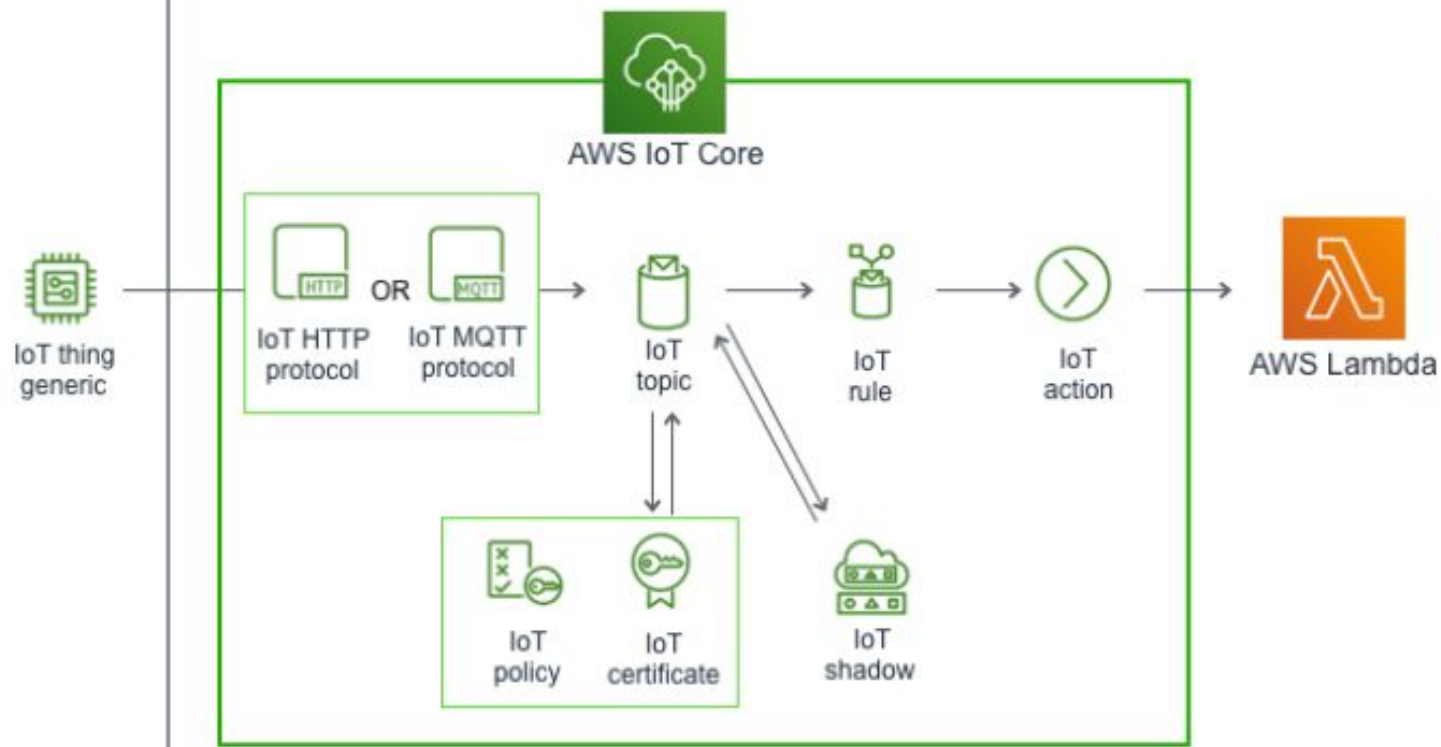 AWS IoT Core
HTTP
OR
MQTT
IoT HTTP
protocol
IoT MQTT
protocol
IoT thing
generic
IoT
topic
IoT
rule
IoT
action
AWS Lambda
IoT
policy
IoT
certificate
IoT
shadow